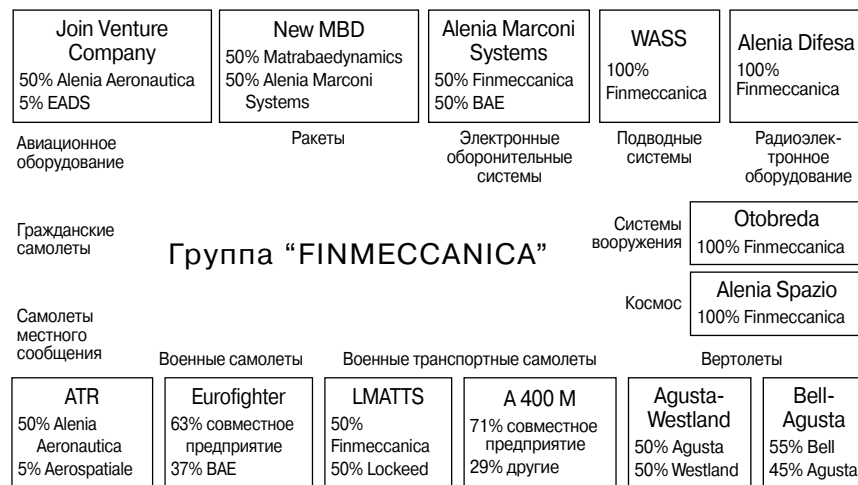 Join Venture
Company
50% Alenia Aeronautica
5% EADS
New MBD
50% Matrabaedynamics
50% Alenia Marconi
Systems
Alenia Marconi
Systems
50% Finmeccanica
50% BAE
WASS
100%
Finmeccanica
Alenia Difesa
100%
Finmeccanica
Авиационное
оборудование
Ракеты
Электронные
оборонительные
системы
Подводные
системы
Радиоэлек-
тронное
оборудование
Гражданские
самолеты
Группа “FINMECCANICA”
Системы
вооружения
Otobreda
100% Finmeccanica
Космос
Alenia Spazio
100% Finmeccanica
Самолеты
местного
сообщения
Военные самолеты
Военные транспортные самолеты
Вертолеты
ATR
50% Alenia
Aeronautica
5% Aerospatiale
Eurofighter
63% совместное
предприятие
37% BAE
LMATTS
50%
Finmeccanica
50% Lockeed
A 400 M
71% совместное
предприятие
29% другие
Agusta-
Westland
50% Agusta
50% Westland
Bell-
Agusta
55% Bell
45% Agusta